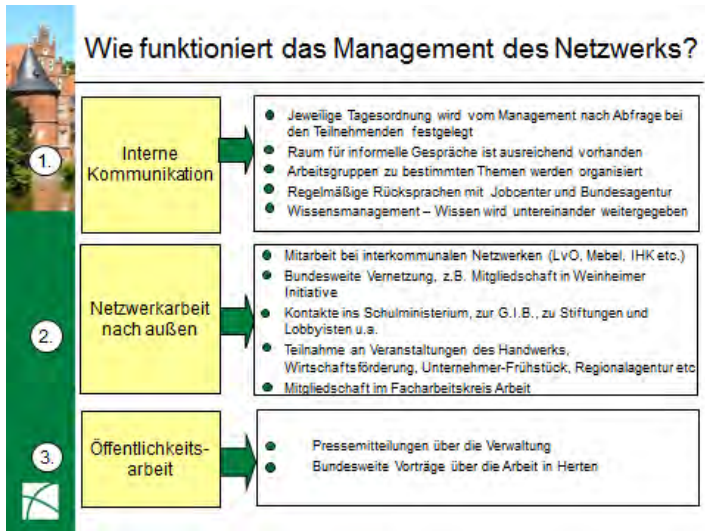 Wie funktioniert das Management des Netzwerks?
1.
Interne
Kommunikation
Jeweilige Tagesordnung wird vom Management nach Abfrage bei
den Teilnehmenden festgelegt
Raum für informelle Gespräche ist ausreichend vorhanden
Arbeitsgruppen zu bestimmten Themen werden organisiert
Regelmäßige Rücksprachen mit Jobcenter und Bundesagentur
Wissensmanagement – Wissen wird untereinander weitergegeben
2.
Netzwerkarbeit
nach außen
Mitarbeit bei interkommunalen Netzwerken (LvO, Mebel, IHK etc.)
Bundesweite Vernetzung, z.B. Mitgliedschaft in Weinheimer
Initiative
Kontakte ins Schulministerium, zur G.I.B., zu Stiftungen und
Lobbyisten u.a.
Teilnahme an Veranstaltungen des Handwerks,
Wirtschaftsförderung, Unternehmer-Frühstück, Regionalagentur etc
Mitgliedschaft im Facharbeitskreis Arbeit
3.
Öffentlichkeits-
arbeit
Pressemitteilungen über die Verwaltung
Bundesweite Vorträge über die Arbeit in Herten